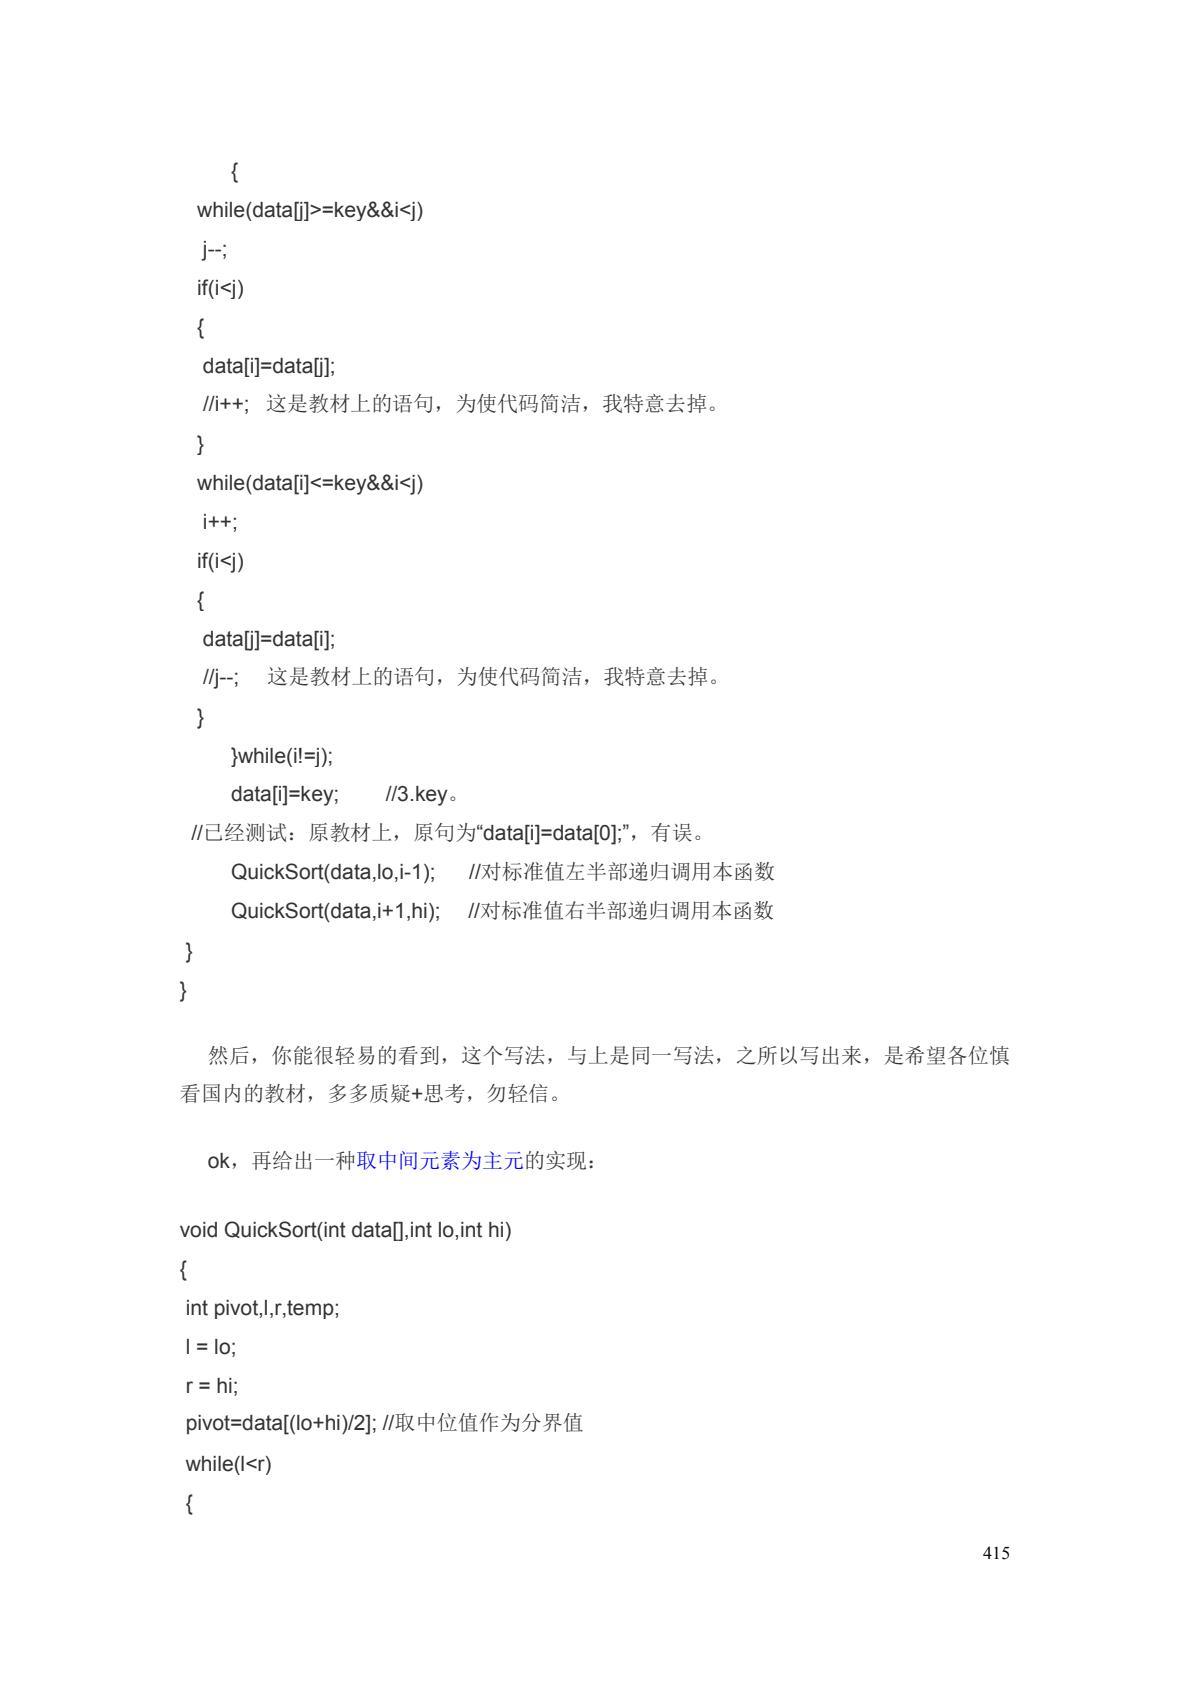 {
while(data[j]>=key&&i<j)
j--;
if(i<j)
{
data[i]=data[j];
//i++; 这是教材上的语句，为使代码简洁，我特意去掉。
}
while(data[i]<=key&&i<j)
i++;
if(i<j)
{
data[j]=data[i];
//j--; 这是教材上的语句，为使代码简洁，我特意去掉。
}
}while(i!=j);
data[i]=key; //3.key。
//已经测试：原教材上，原句为“data[i]=data[0];”，有误。
QuickSort(data,lo,i-1); //对标准值左半部递归调用本函数
QuickSort(data,i+1,hi); //对标准值右半部递归调用本函数
}
}
然后，你能很轻易的看到，这个写法，与上是同一写法，之所以写出来，是希望各位慎
看国内的教材，多多质疑+思考，勿轻信。
ok，再给出一种取中间元素为主元的实现：
void QuickSort(int data[],int lo,int hi)
{
int pivot,l,r,temp;
l = lo;
r = hi;
pivot=data[(lo+hi)/2]; //取中位值作为分界值
while(l<r)
{
415